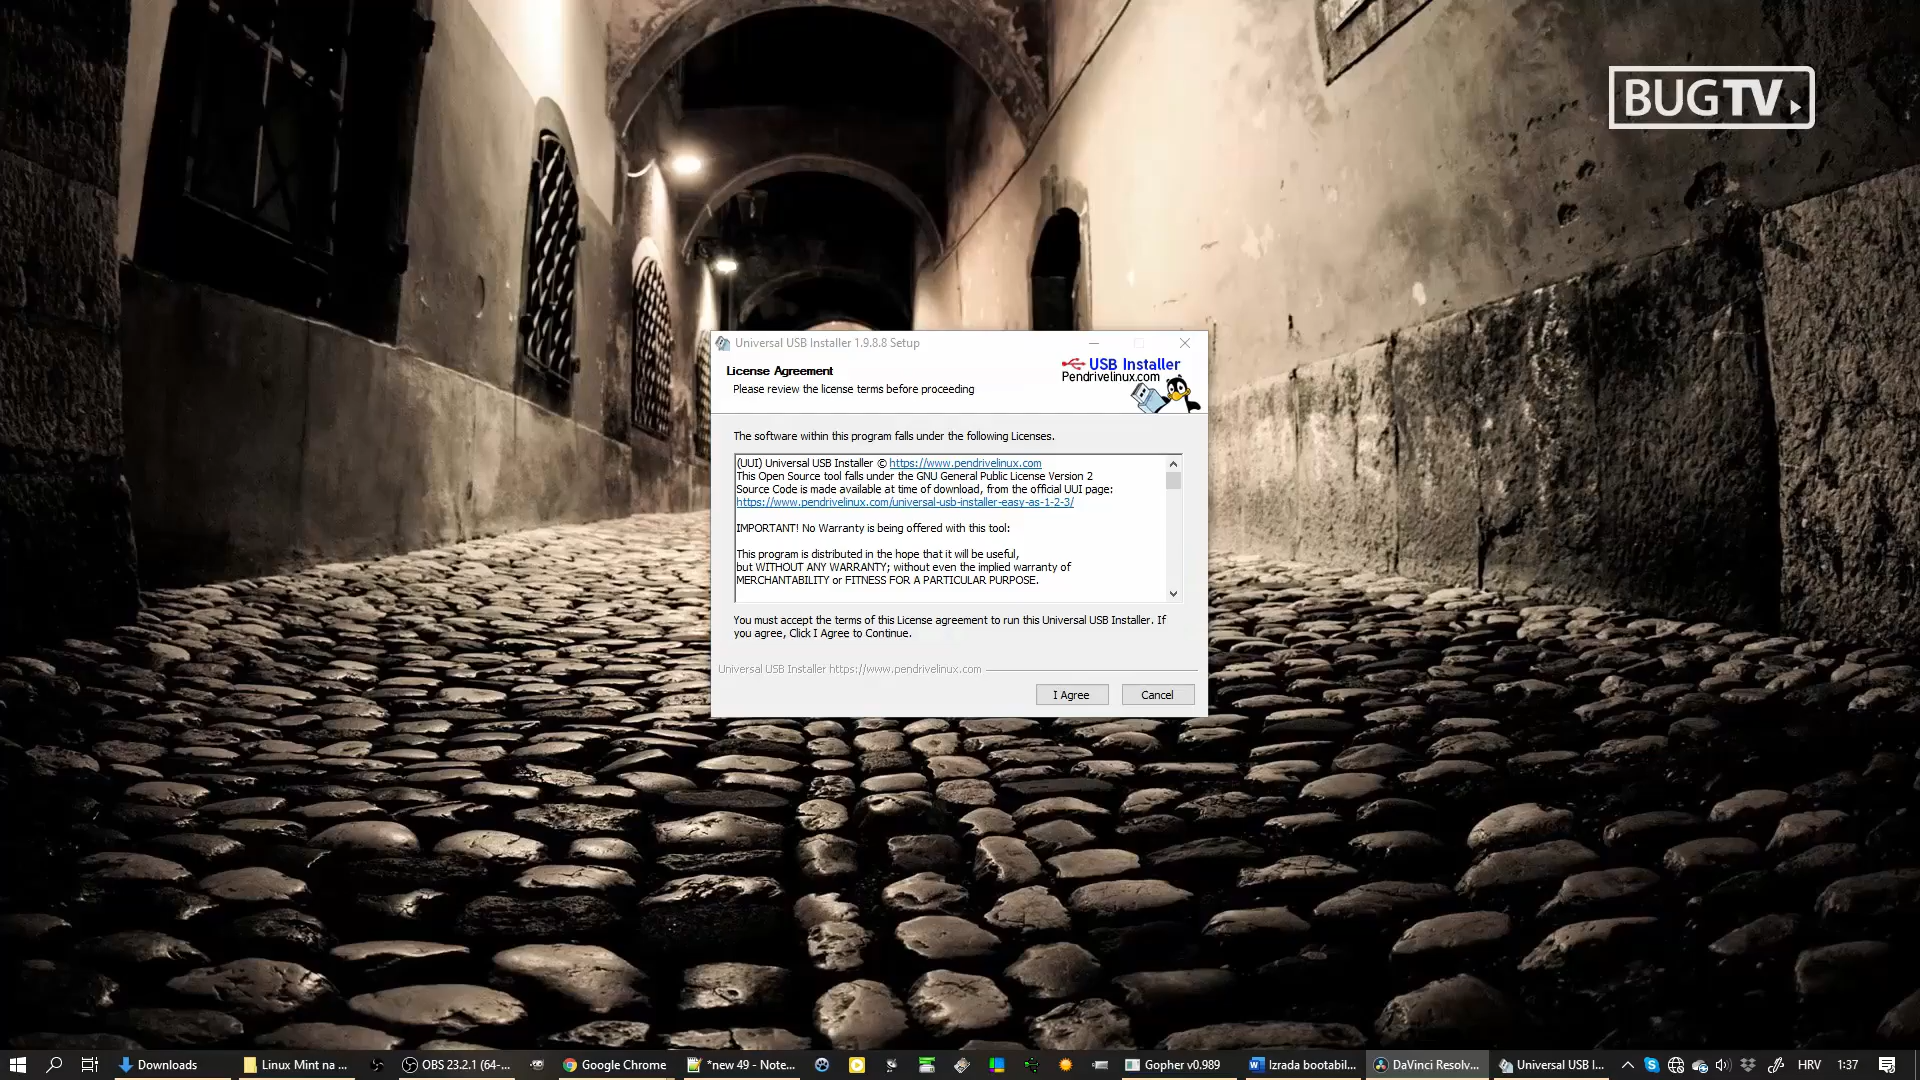 BUGTV
Universal USB Installer 1.9.8.8 Setup
License Agreement
Please review the license terms before proceeding
USB Installer
Pendrivelinux.com
The software within this program falls under the following Licenses.
(UUI) Universal USB Installer © https://www.pendrivelinux.com
This Open Source tool falls under the GNU General Public License Version 2
Source Code is made available at time of download, from the official UUI page:
https://www.pendrivelinux.com/universal-usb-installer-easy-as-1-2-3/
IMPORTANT! No Warranty is being offered with this tool:
This program is distributed in the hope that it will be useful,
but WITHOUT ANY WARRANTY; without even the implied warranty of
MERCHANTABILITY or FITNESS FOR A PARTICULAR PURPOSE.
You must accept the terms of this License agreement to run this Universal USB Installer. If
you agree, Click I Agree to Continue.
Universal USB Installer https://www.pendrivelinux.com
I Agree Cancel
Downloads Linux Mint na ... OBS 23.2.1 (64-... Google Chrome *new 49 - Note... Gopher v0.989 Izrada bootabil... DaVinci Resolv... Universal USB I... HRV 1:37